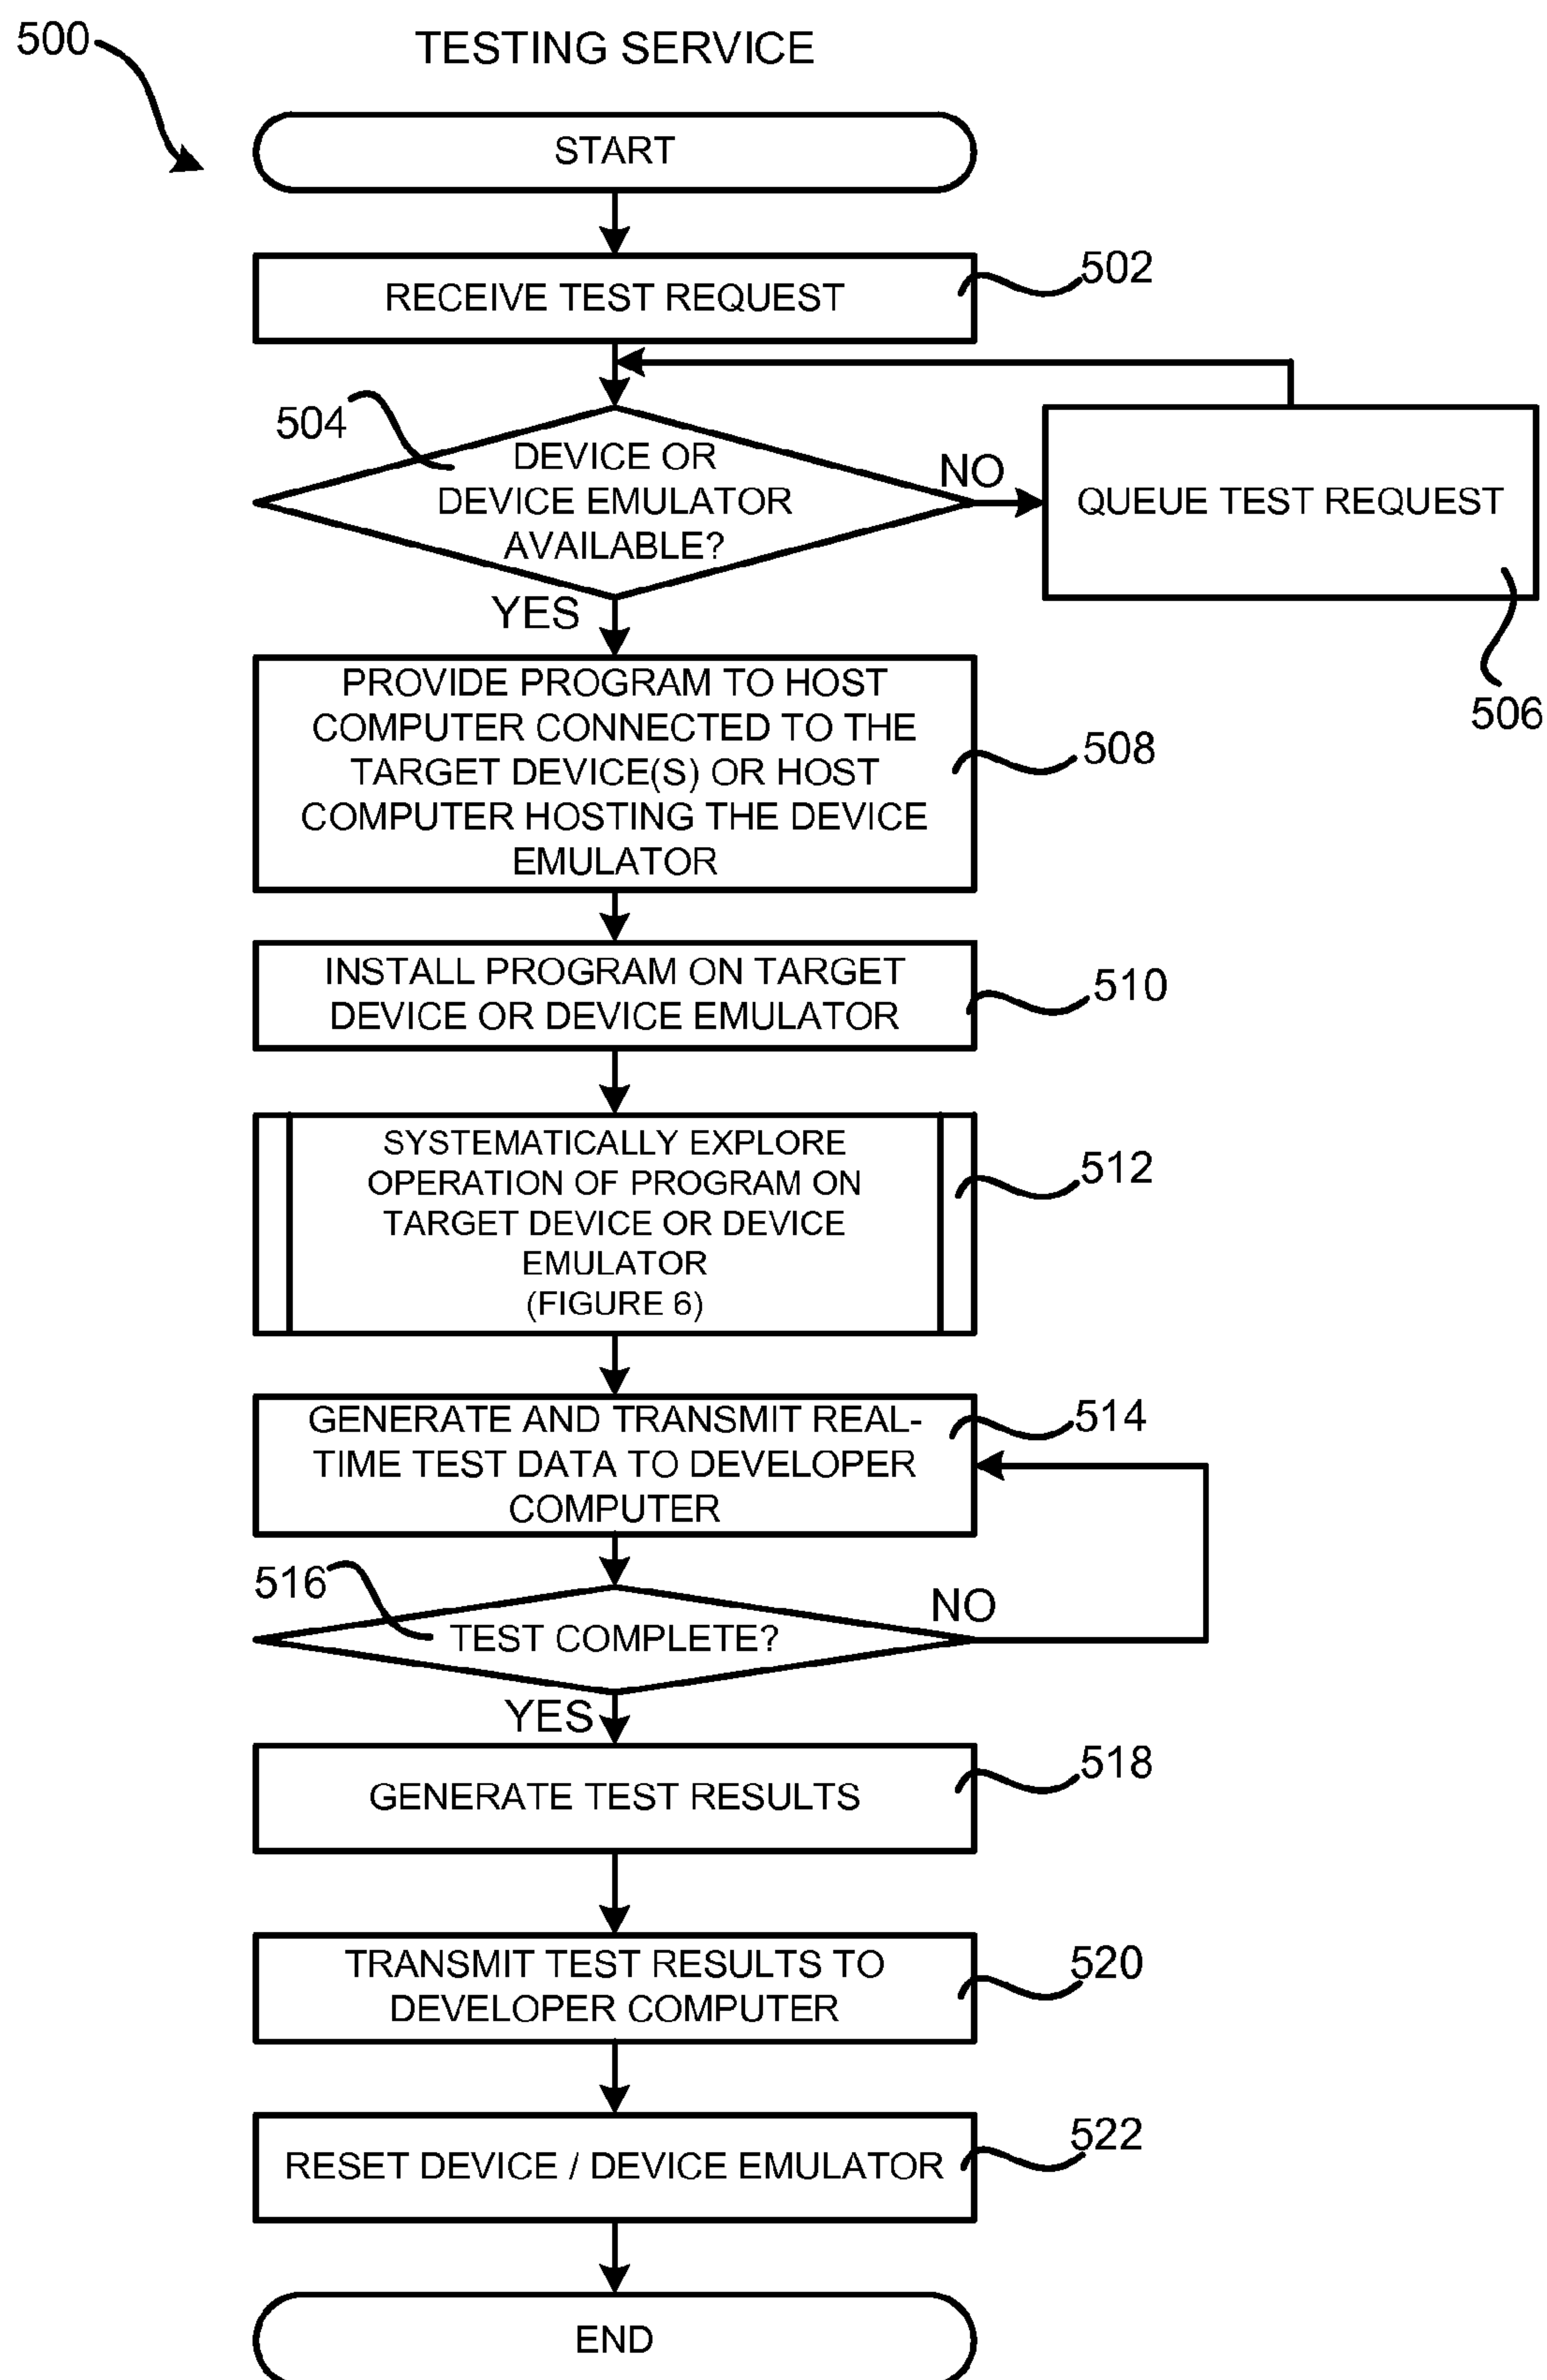 500
TESTING SERVICE
START
RECEIVE TEST REQUEST
502
504
DEVICE OR
DEVICE EMULATOR
AVAILABLE?
NO
QUEUE TEST REQUEST
506
YES
PROVIDE PROGRAM TO HOST
COMPUTER CONNECTED TO THE
TARGET DEVICE(S) OR HOST
COMPUTER HOSTING THE DEVICE
EMULATOR
508
INSTALL PROGRAM ON TARGET
DEVICE OR DEVICE EMULATOR
510
SYSTEMATICALLY EXPLORE
OPERATION OF PROGRAM ON
TARGET DEVICE OR DEVICE
EMULATOR
(FIGURE 6)
512
GENERATE AND TRANSMIT REAL-
TIME TEST DATA TO DEVELOPER
COMPUTER
514
516
TEST COMPLETE?
NO
YES
GENERATE TEST RESULTS
518
TRANSMIT TEST RESULTS TO
DEVELOPER COMPUTER
520
RESET DEVICE / DEVICE EMULATOR
522
END